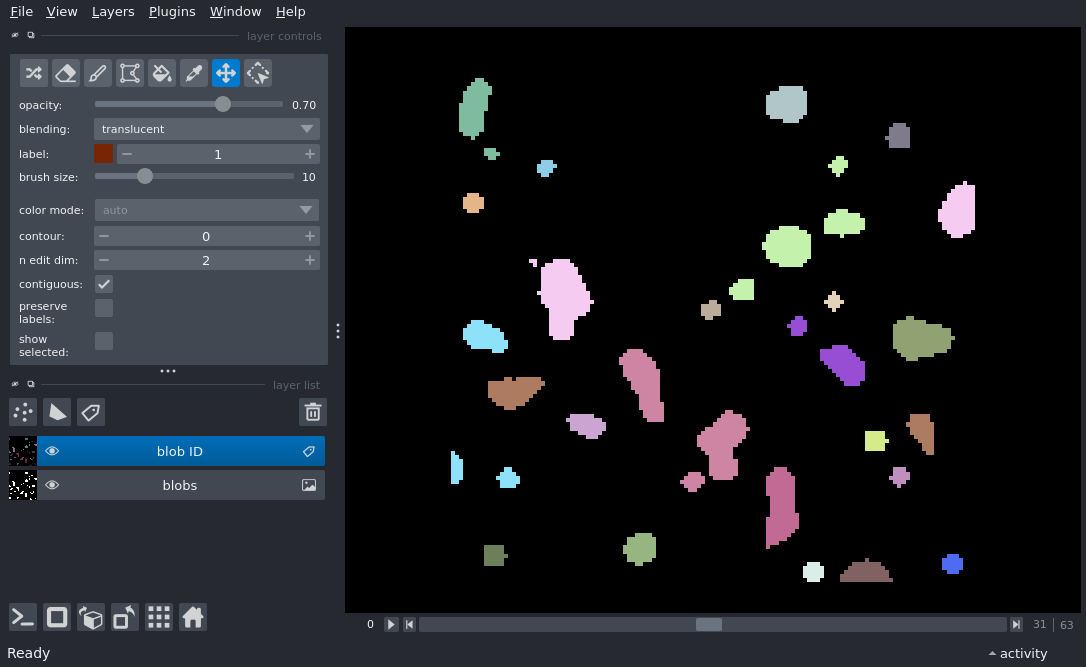 File View Layers Plugins Window Help
layer controls
opacity: 0.70
blending: translucent
label: 1
brush size: 10
color mode: auto
contour: 0
n edit dim: 2
contiguous:
preserve
labels:
show
selected:
layer list
blob ID
blobs
0 31 63
Ready activity